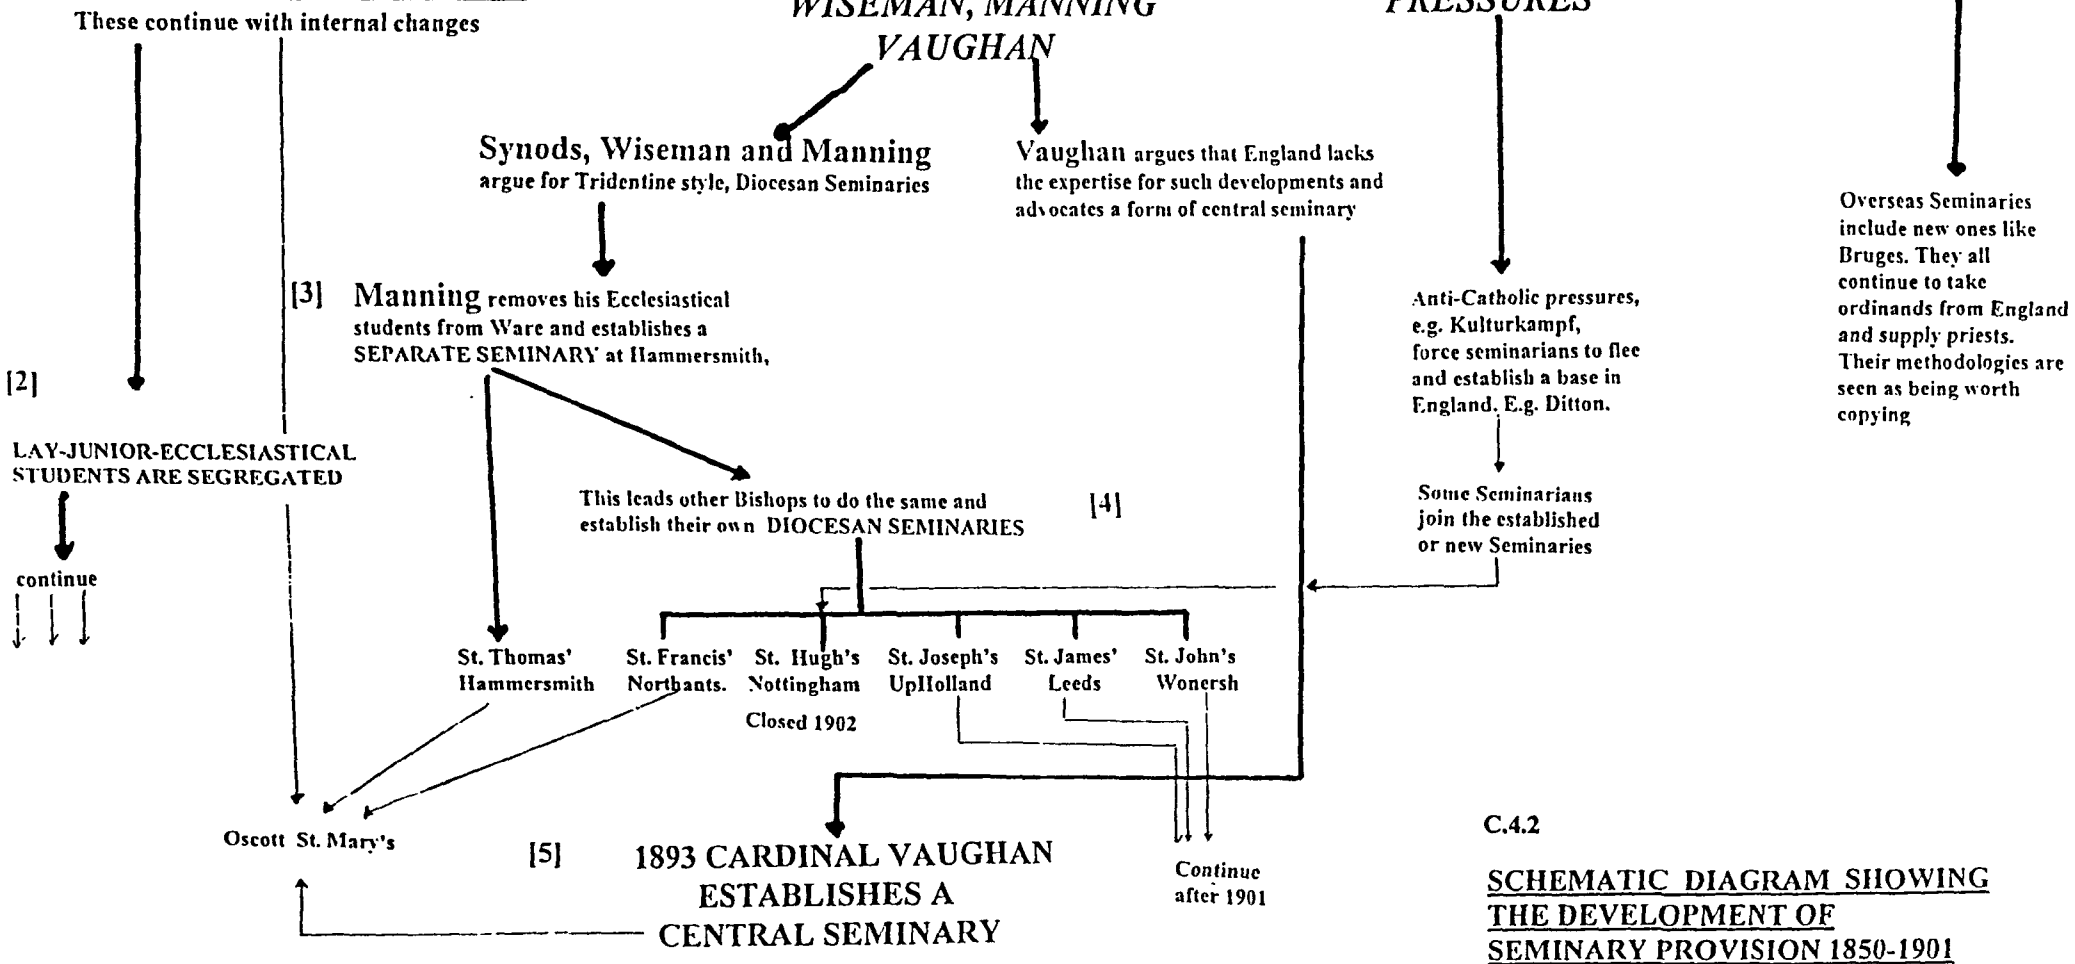 These continue with internal changes
WISEMAN, MANNING
VAUGHAN
PRESSURES
Synods, Wiseman and Manning
argue for Tridentine style, Diocesan Seminaries
Vaughan argues that England lacks
the expertise for such developments and
advocates a form of central seminary
Overseas Seminaries
include new ones like
Bruges. They all
continue to take
ordinands from England
and supply priests.
Their methodologies are
seen as being worth
copying
[3] Manning removes his Ecclesiastical
students from Ware and establishes a
SEPARATE SEMINARY at Hammersmith,
Anti-Catholic pressures,
e.g. Kulturkampf,
force seminarians to flee
and establish a base in
England. E.g. Ditton.
[2]
LAY-JUNIOR-ECCLESIASTICAL
STUDENTS ARE SEGREGATED
continue
This leads other Bishops to do the same and
establish their own DIOCESAN SEMINARIES
[4]
Some Seminarians
join the established
or new Seminaries
St. Thomas'
Hammersmith
St. Francis'
Northants.
St. Hugh's
Nottingham
Closed 1902
St. Joseph's
UpHolland
St. James'
Leeds
St. John's
Wonersh
Oscott St. Mary's
[5]
1893 CARDINAL VAUGHAN
ESTABLISHES A
CENTRAL SEMINARY
Continue
after 1901
C.4.2
SCHEMATIC DIAGRAM SHOWING
THE DEVELOPMENT OF
SEMINARY PROVISION 1850-1901